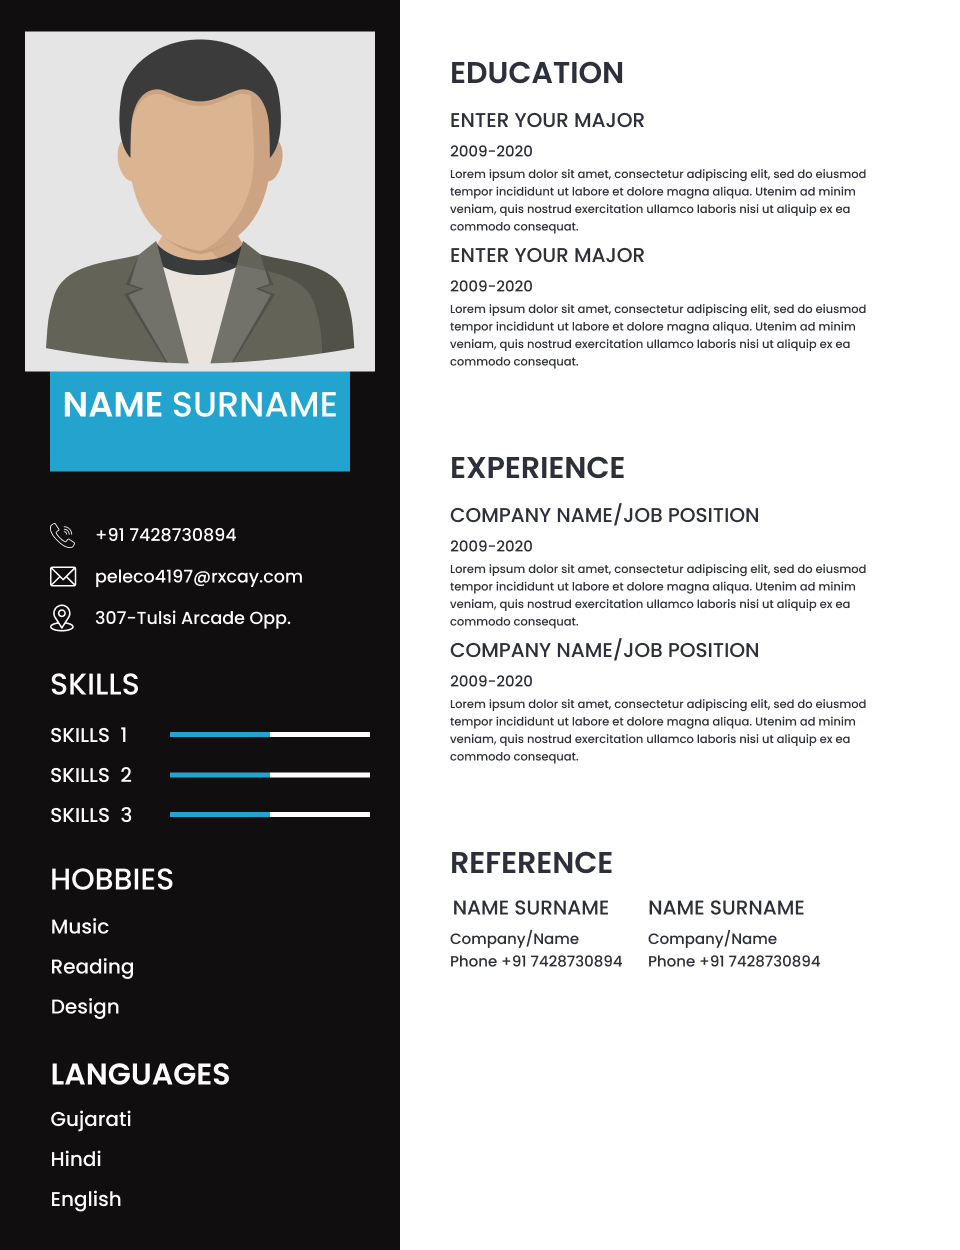 NAME SURNAME
+91 7428730894
peleco4197@rxcay.com
307-Tulsi Arcade Opp.
SKILLS
SKILLS 1
SKILLS 2
SKILLS 3
HOBBIES
Music
Reading
Design
LANGUAGES
Gujarati
Hindi
English
EDUCATION
ENTER YOUR MAJOR
2009-2020
Lorem ipsum dolor sit amet, consectetur adipiscing elit, sed do eiusmod
tempor incididunt ut labore et dolore magna aliqua. Utenim ad minim
veniam, quis nostrud exercitation ullamco laboris nisi ut aliquip ex ea
commodo consequat.
ENTER YOUR MAJOR
2009-2020
Lorem ipsum dolor sit amet, consectetur adipiscing elit, sed do eiusmod
tempor incididunt ut labore et dolore magna aliqua. Utenim ad minim
veniam, quis nostrud exercitation ullamco laboris nisi ut aliquip ex ea
commodo consequat.
EXPERIENCE
COMPANY NAME/JOB POSITION
2009-2020
Lorem ipsum dolor sit amet, consectetur adipiscing elit, sed do eiusmod
tempor incididunt ut labore et dolore magna aliqua. Utenim ad minim
veniam, quis nostrud exercitation ullamco laboris nisi ut aliquip ex ea
commodo consequat.
COMPANY NAME/JOB POSITION
2009-2020
Lorem ipsum dolor sit amet, consectetur adipiscing elit, sed do eiusmod
tempor incididunt ut labore et dolore magna aliqua. Utenim ad minim
veniam, quis nostrud exercitation ullamco laboris nisi ut aliquip ex ea
commodo consequat.
REFERENCE
NAME SURNAME
Company/Name
Phone +91 7428730894
NAME SURNAME
Company/Name
Phone +91 7428730894